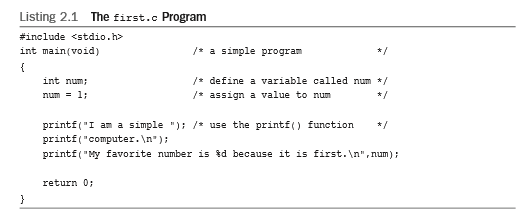 Listing 2.1 The first.c Program
#include <stdio.h>
int main(void) /* a simple program */
{
int num; /* define a variable called num */
num = 1; /* assign a value to num */
printf("I am a simple "); /* use the printf() function */
printf("computer.\n");
printf("My favorite number is %d because it is first.\n",num);
return 0;
}